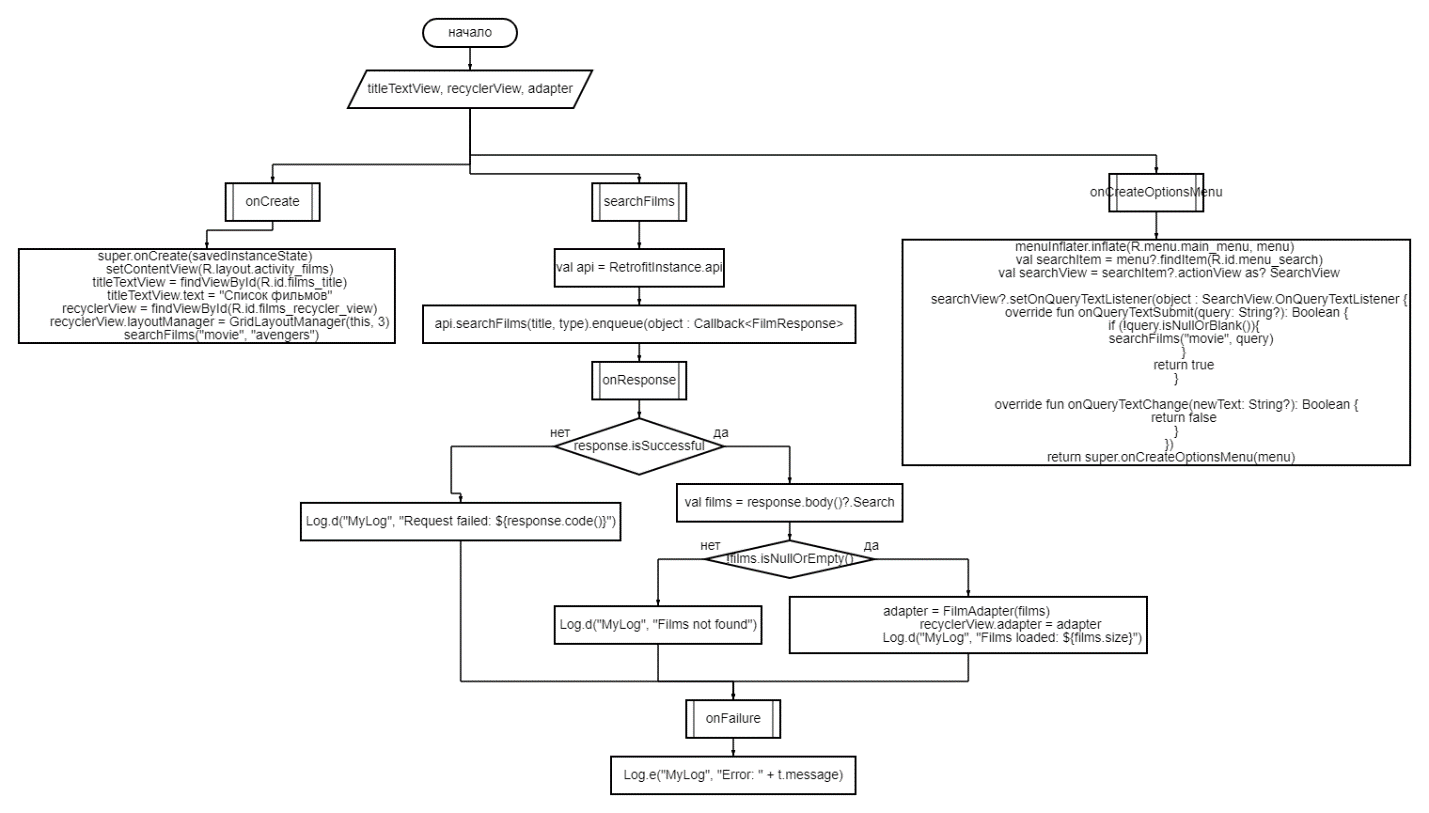 начало
titleTextView, recyclerView, adapter
onCreate
super.onCreate(savedInstanceState)
setContentView(R.layout.activity_films)
titleTextView = findViewById(R.id.films_title)
titleTextView.text = "Список фильмов"
recyclerView = findViewById(R.id.films_recycler_view)
recyclerView.layoutManager = GridLayoutManager(this, 3)
searchFilms("movie", "avengers")
searchFilms
val api = RetrofitInstance.api
api.searchFilms(title, type).enqueue(object : Callback<FilmResponse>
onResponse
нет
response.isSuccessful
да
Log.d("MyLog", "Request failed: ${response.code()}")
val films = response.body()?.Search
нет
!films.isNullOrEmpty()
да
Log.d("MyLog", "Films not found")
adapter = FilmAdapter(films)
recyclerView.adapter = adapter
Log.d("MyLog", "Films loaded: ${films.size}")
onFailure
Log.e("MyLog", "Error: " + t.message)
onCreateOptionsMenu
menuInflater.inflate(R.menu.main_menu, menu)
val searchItem = menu?.findItem(R.id.menu_search)
val searchView = searchItem?.actionView as? SearchView
searchView?.setOnQueryTextListener(object : SearchView.OnQueryTextListener {
override fun onQueryTextSubmit(query: String?): Boolean {
if (!query.isNullOrBlank()){
searchFilms("movie", query)
}
return true
}
override fun onQueryTextChange(newText: String?): Boolean {
return false
}
})
return super.onCreateOptionsMenu(menu)